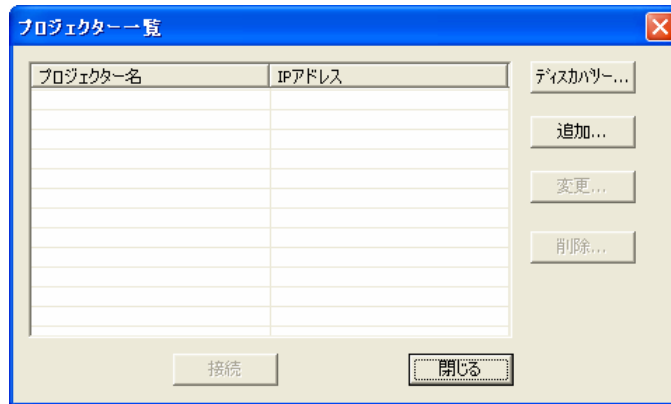 プロジェクター一覧
プロジェクター名 IPアドレス
ディスカバリー...
追加...
変更...
削除...
接続 閉じる